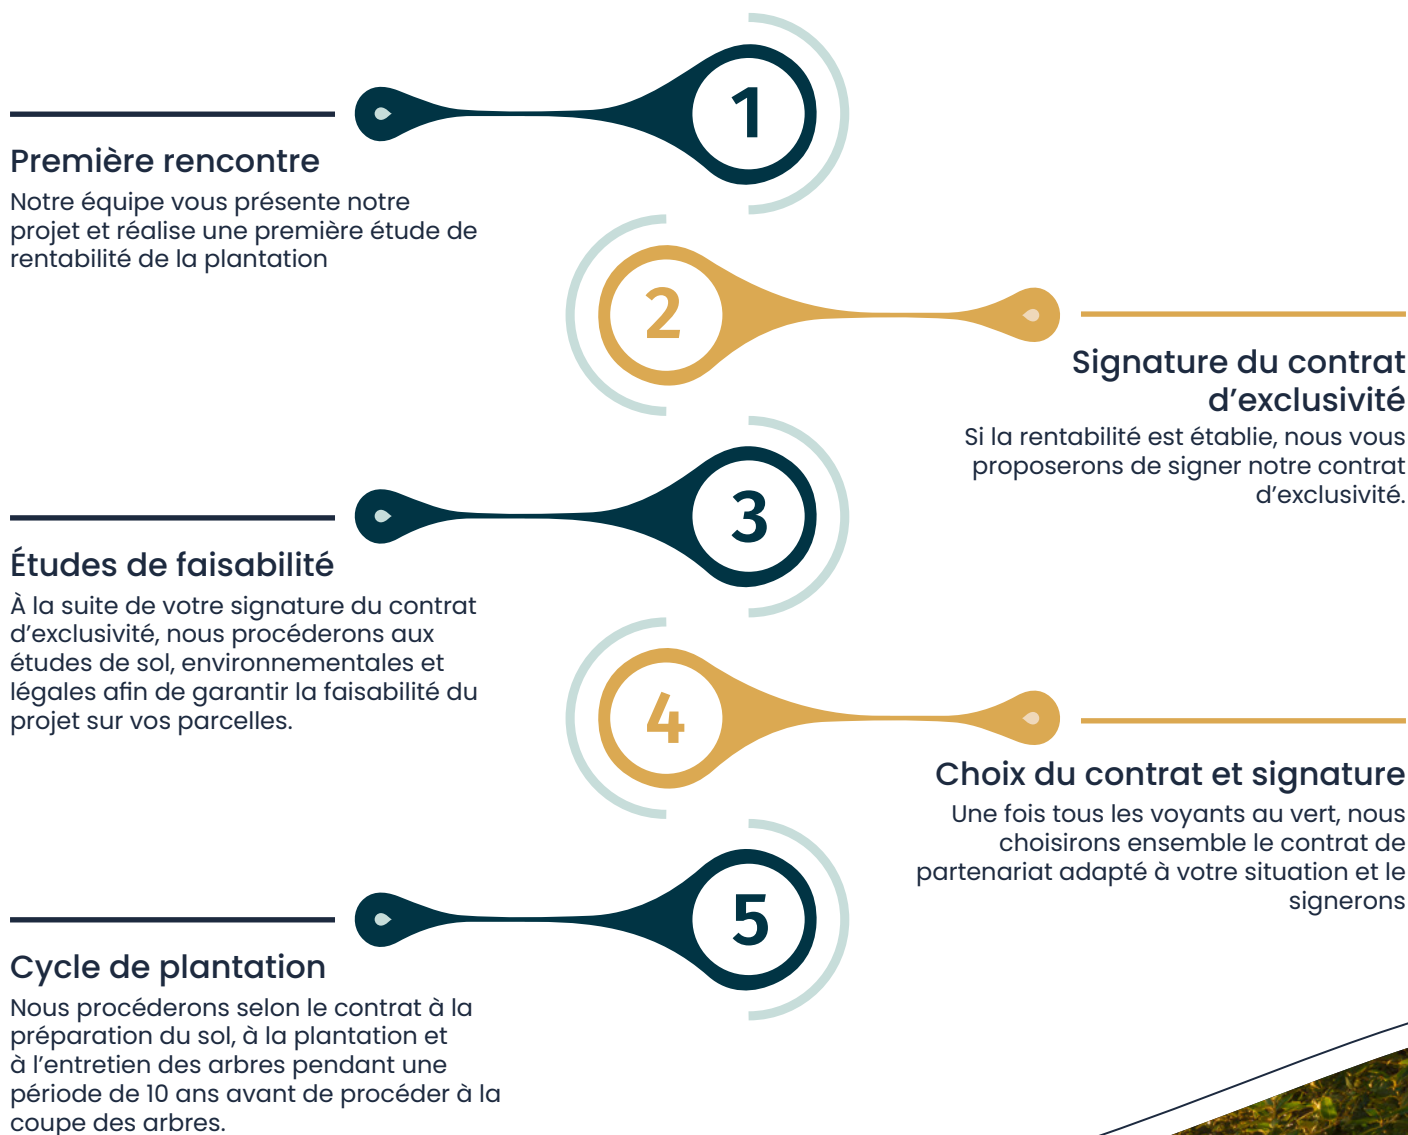 1
Première rencontre
Notre équipe vous présente notre
projet et réalise une première étude de
rentabilité de la plantation
2
Signature du contrat
d’exclusivité
Si la rentabilité est établie, nous vous
proposerons de signer notre contrat
d’exclusivité.
3
Études de faisabilité
À la suite de votre signature du contrat
d’exclusivité, nous procéderons aux
études de sol, environnementales et
légales afin de garantir la faisabilité du
projet sur vos parcelles.
4
Choix du contrat et signature
Une fois tous les voyants au vert, nous
choisirons ensemble le contrat de
partenariat adapté à votre situation et le
signerons
5
Cycle de plantation
Nous procéderons selon le contrat à la
préparation du sol, à la plantation et
à l’entretien des arbres pendant une
période de 10 ans avant de procéder à la
coupe des arbres.